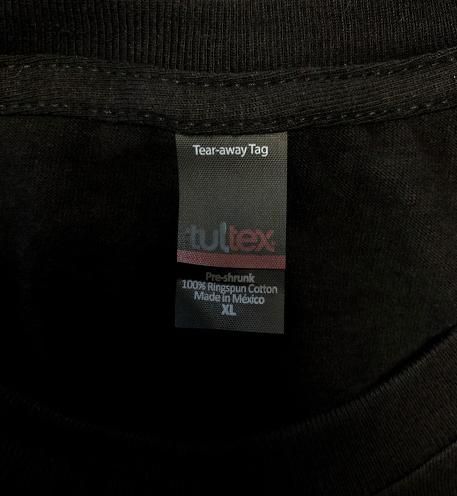 Tear-away Tag
tultex
Pre-shrunk
100% Ringspun Cotton
Made in México
XL